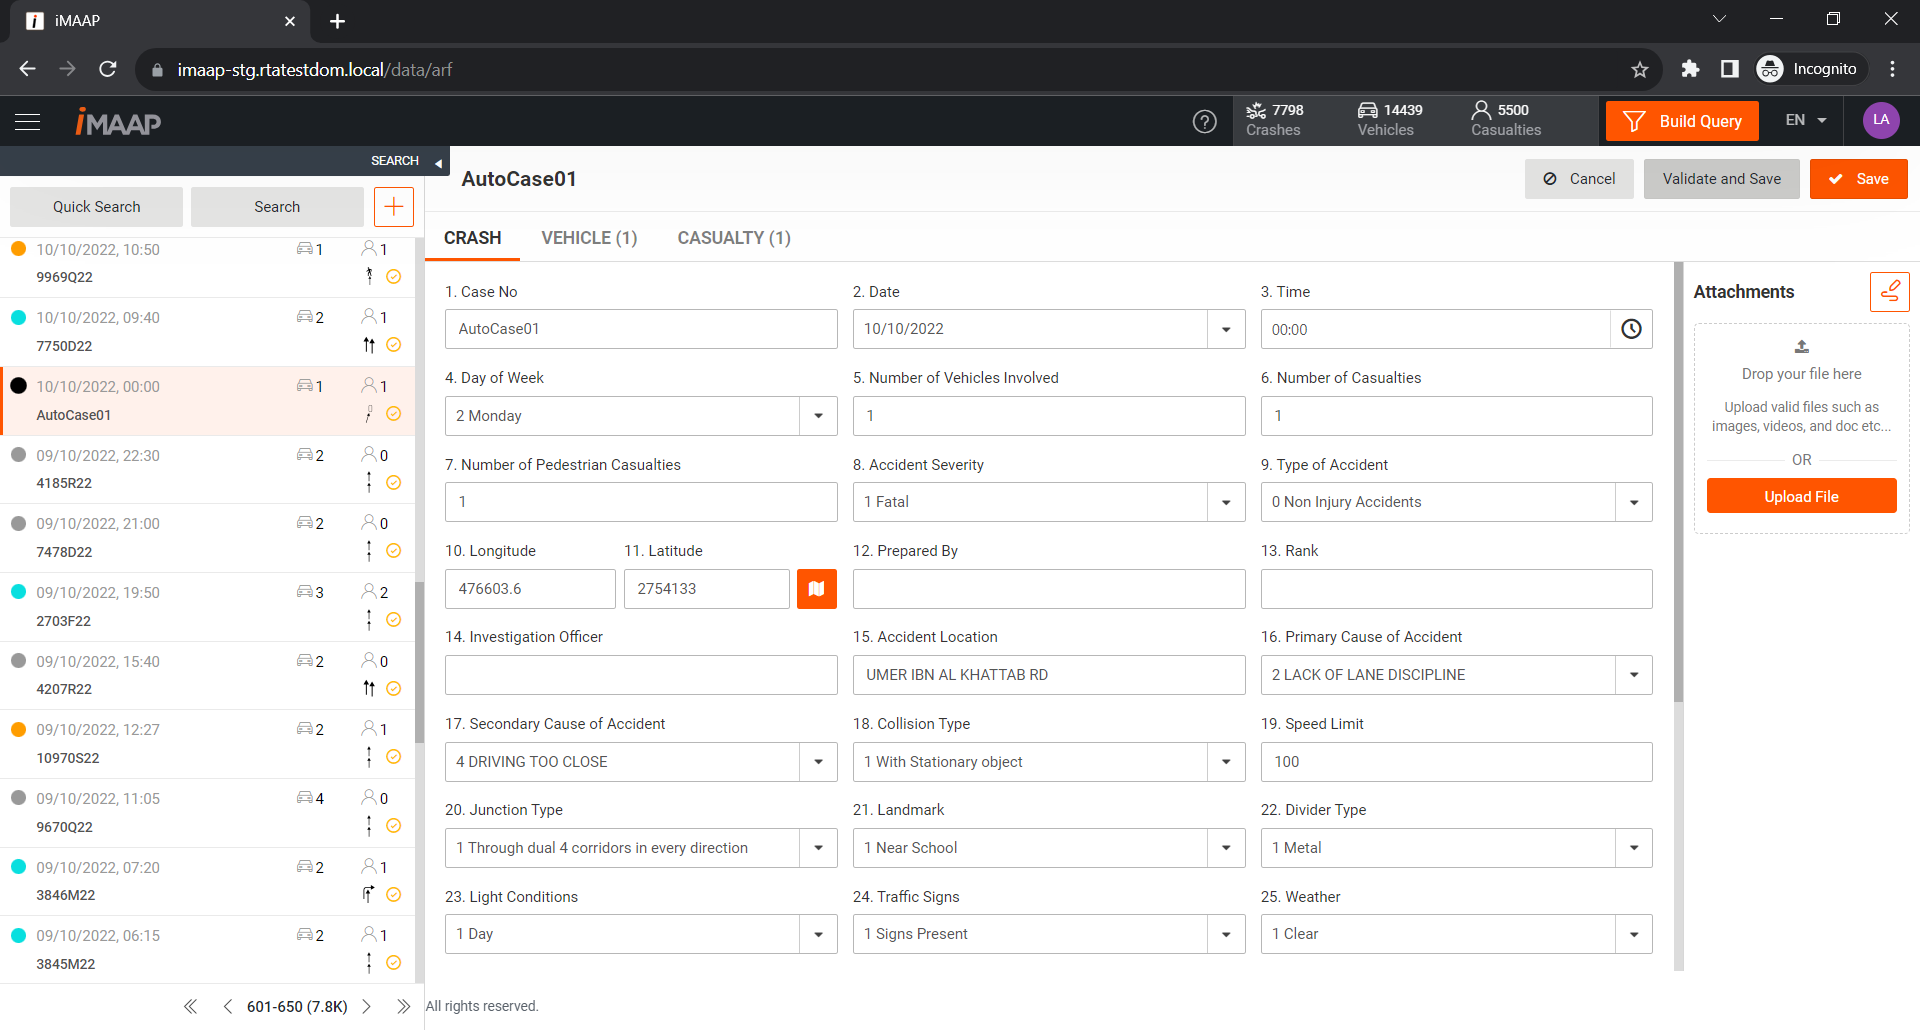 iMAAP
imaap-stg.rtatestdom.local/data/arf
Incognito
iMAAP
7798
Crashes
14439
Vehicles
5500
Casualties
Build Query
EN
LA
SEARCH
Quick Search
Search
10/10/2022, 10:50 1 1
9969Q22
10/10/2022, 09:40 2 1
7750D22
10/10/2022, 00:00 1 1
AutoCase01
09/10/2022, 22:30 2 0
4185R22
09/10/2022, 21:00 2 0
7478D22
09/10/2022, 19:50 3 2
2703F22
09/10/2022, 15:40 2 0
4207R22
09/10/2022, 12:27 2 1
10970S22
09/10/2022, 11:05 4 0
9670Q22
09/10/2022, 07:20 2 1
3846M22
09/10/2022, 06:15 2 1
3845M22
601-650 (7.8K)
AutoCase01
Cancel
Validate and Save
Save
CRASH
VEHICLE (1)
CASUALTY (1)
1. Case No
AutoCase01
2. Date
10/10/2022
3. Time
00:00
4. Day of Week
2 Monday
5. Number of Vehicles Involved
1
6. Number of Casualties
1
7. Number of Pedestrian Casualties
1
8. Accident Severity
1 Fatal
9. Type of Accident
0 Non Injury Accidents
10. Longitude
476603.6
11. Latitude
2754133
12. Prepared By
13. Rank
14. Investigation Officer
15. Accident Location
UMER IBN AL KHATTAB RD
16. Primary Cause of Accident
2 LACK OF LANE DISCIPLINE
17. Secondary Cause of Accident
4 DRIVING TOO CLOSE
18. Collision Type
1 With Stationary object
19. Speed Limit
100
20. Junction Type
1 Through dual 4 corridors in every direction
21. Landmark
1 Near School
22. Divider Type
1 Metal
23. Light Conditions
1 Day
24. Traffic Signs
1 Signs Present
25. Weather
1 Clear
Attachments
Drop your file here
Upload valid files such as
images, videos, and doc etc...
OR
Upload File
All rights reserved.